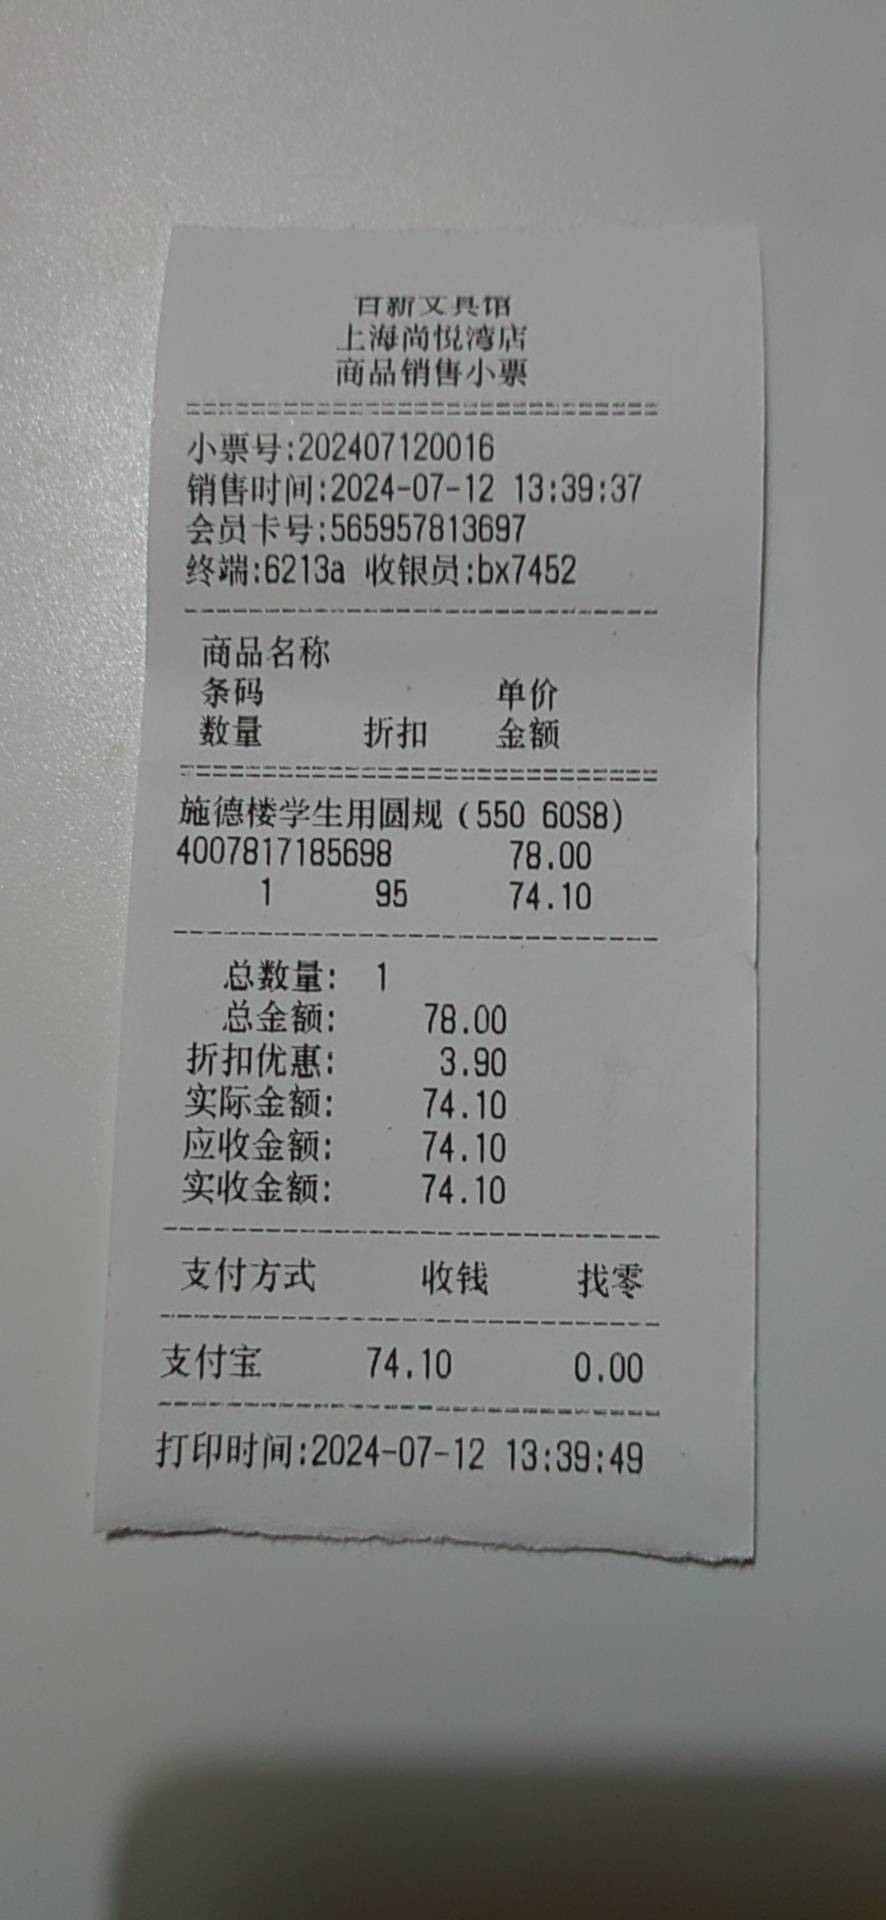 百新文具馆
上海尚悦湾店
商品销售小票
小票号:202407120016
销售时间:2024-07-12 13:39:37
会员卡号:565957813697
终端:6213a 收银员:bx7452
商品名称
条码 单价
数量 折扣 金额
施德楼学生用圆规(550 60S8)
4007817185698 78.00
1 95 74.10
总数量: 1
总金额: 78.00
折扣优惠: 3.90
实际金额: 74.10
应收金额: 74.10
实收金额: 74.10
支付方式 收钱 找零
支付宝 74.10 0.00
打印时间:2024-07-12 13:39:49